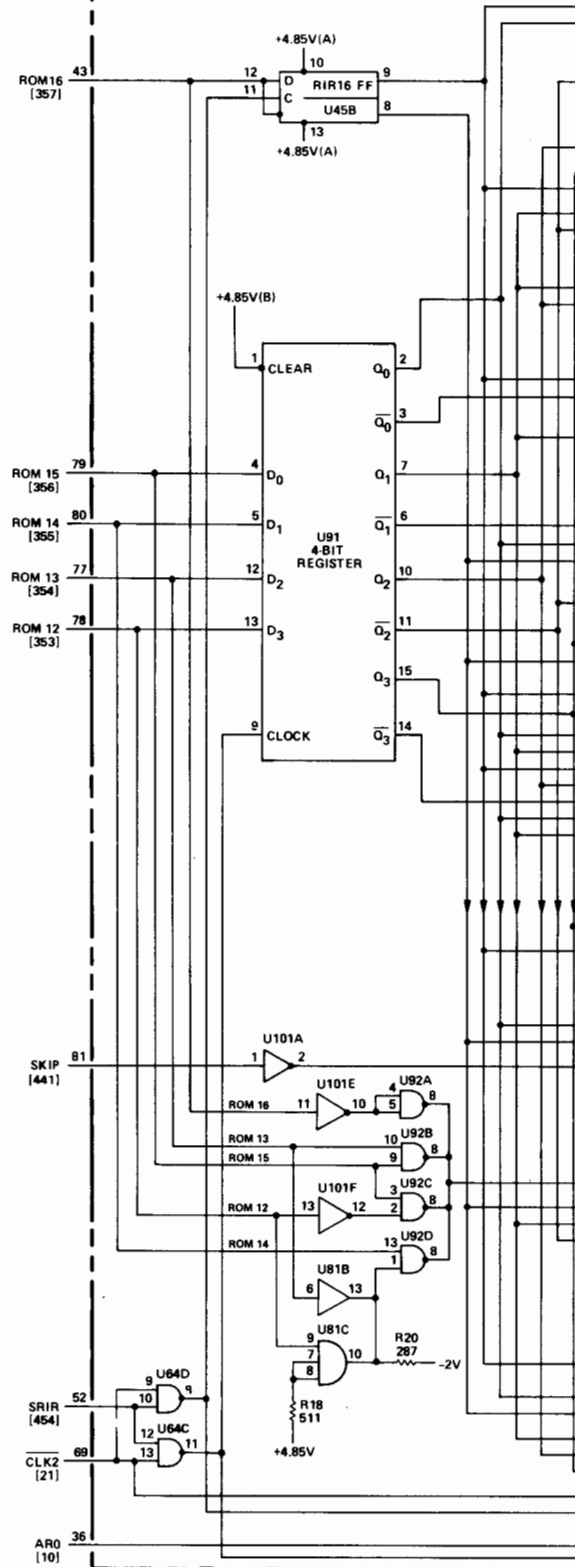 +4.85V(A)
10
ROM16 43 12 D RIR16 FF 9
[357] 11 C U45B 8
13
+4.85V(A)
+4.85V(B)
1 CLEAR Q0 2
Q0 3
ROM 15 79 4 D0 Q1 7
[356]
ROM 14 80 5 D1 Q1 6
[355]
U91
4-BIT
REGISTER
ROM 13 77 12 D2 Q2 10
[354]
ROM 12 78 13 D3 Q2 11
[353]
Q3 15
9 CLOCK Q3 14
U101A
SKIP 81 1 2
[441]
U101E U92A
ROM 16 11 10 4 5 8
U92B
ROM 13 10 8
ROM 15 9
U101F U92C
ROM 12 13 12 3 2 8
U92D
ROM 14 13 1 8
U81B
6 13
U81C
9 7 8 10
R20
287
-2V
R18
511
+4.85V
U64D
9 10
SRIR 52
[454]
U64C
12 13 11
CLK2 69
[21]
AR0 36
[10]